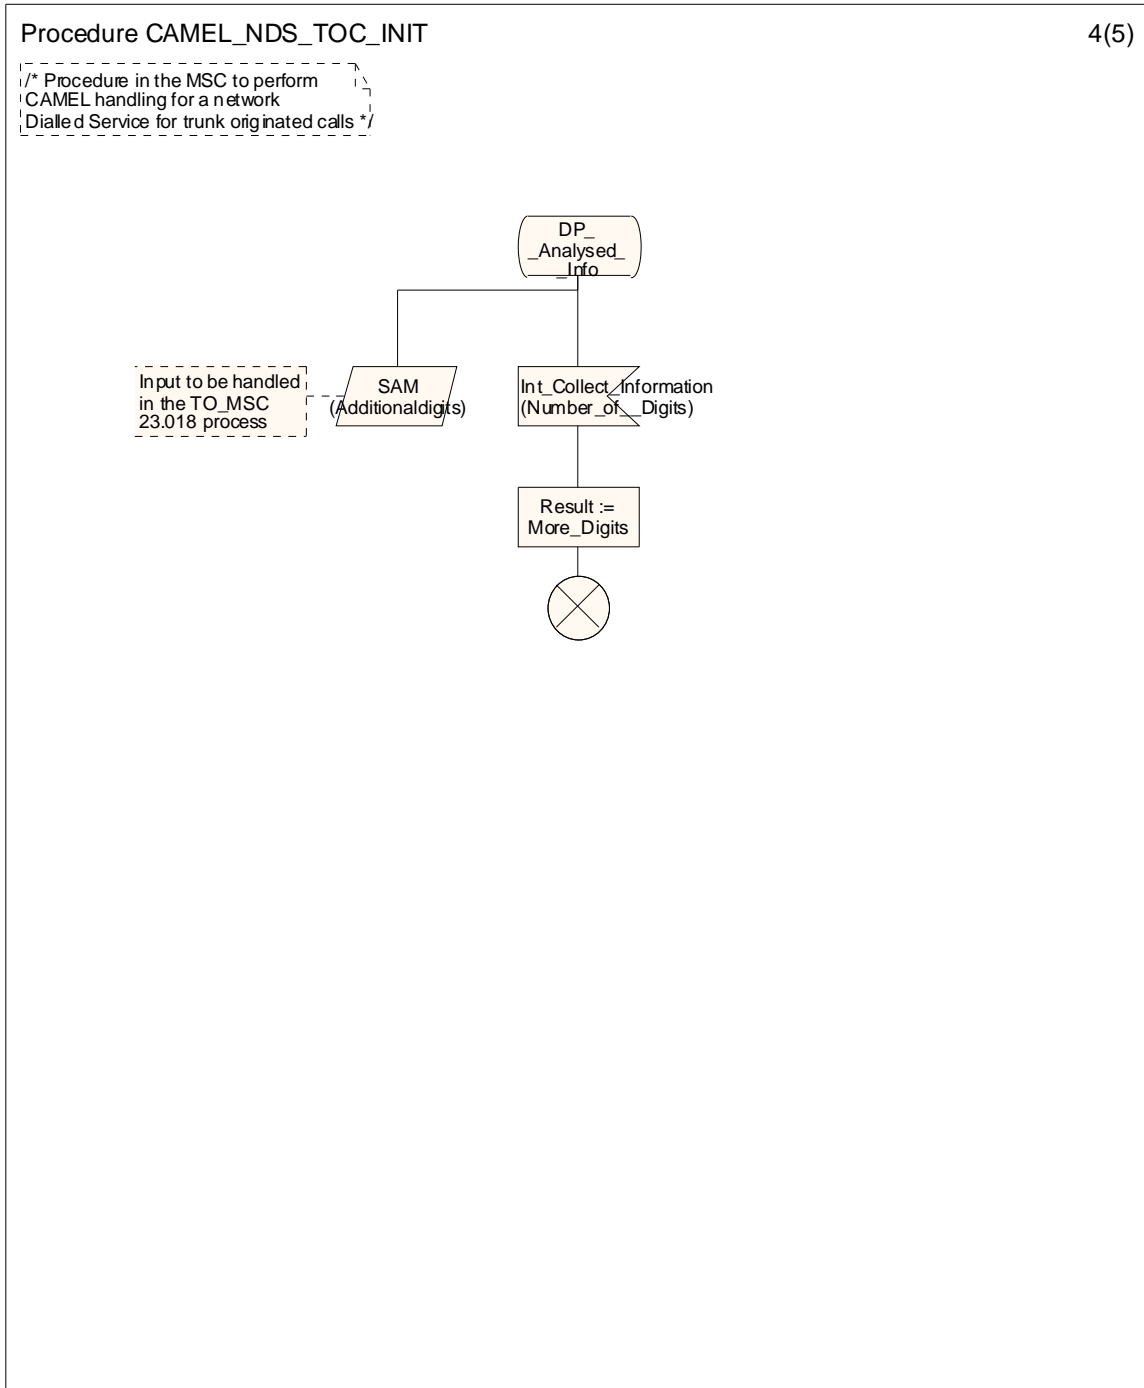 Procedure CAMEL_NDS_TOC_INIT
4(5)
/* Procedure in the MSC to perform
CAMEL handling for a network
Dialled Service for trunk originated calls */
DP_
_Analysed_
_Info
Input to be handled
in the TO_MSC
23.018 process
SAM
(Additionaldigits)
Int_Collect_Information
(Number_of__Digits)
Result :=
More_Digits